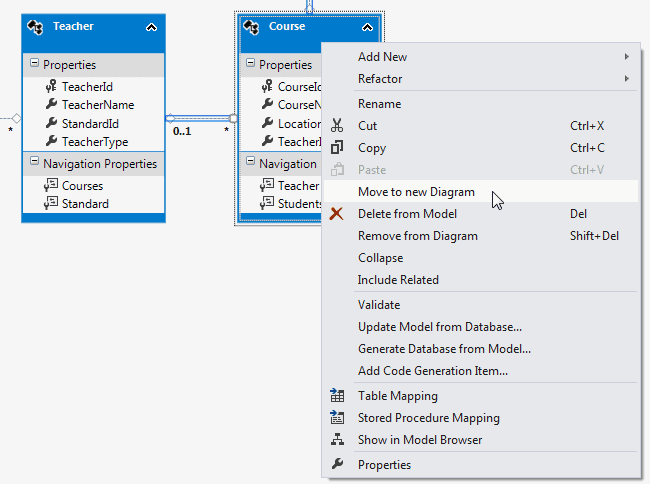 Teacher
Properties
TeacherId
TeacherName
StandardId
TeacherType
Navigation Properties
Courses
Standard
*
0..1
*
Course
Properties
CourseId
CourseN
Location
TeacherI
Navigation
Teacher
Students
Add New
Refactor
Rename
Cut Ctrl+X
Copy Ctrl+C
Paste Ctrl+V
Move to new Diagram
Delete from Model Del
Remove from Diagram Shift+Del
Collapse
Include Related
Validate
Update Model from Database...
Generate Database from Model...
Add Code Generation Item...
Table Mapping
Stored Procedure Mapping
Show in Model Browser
Properties